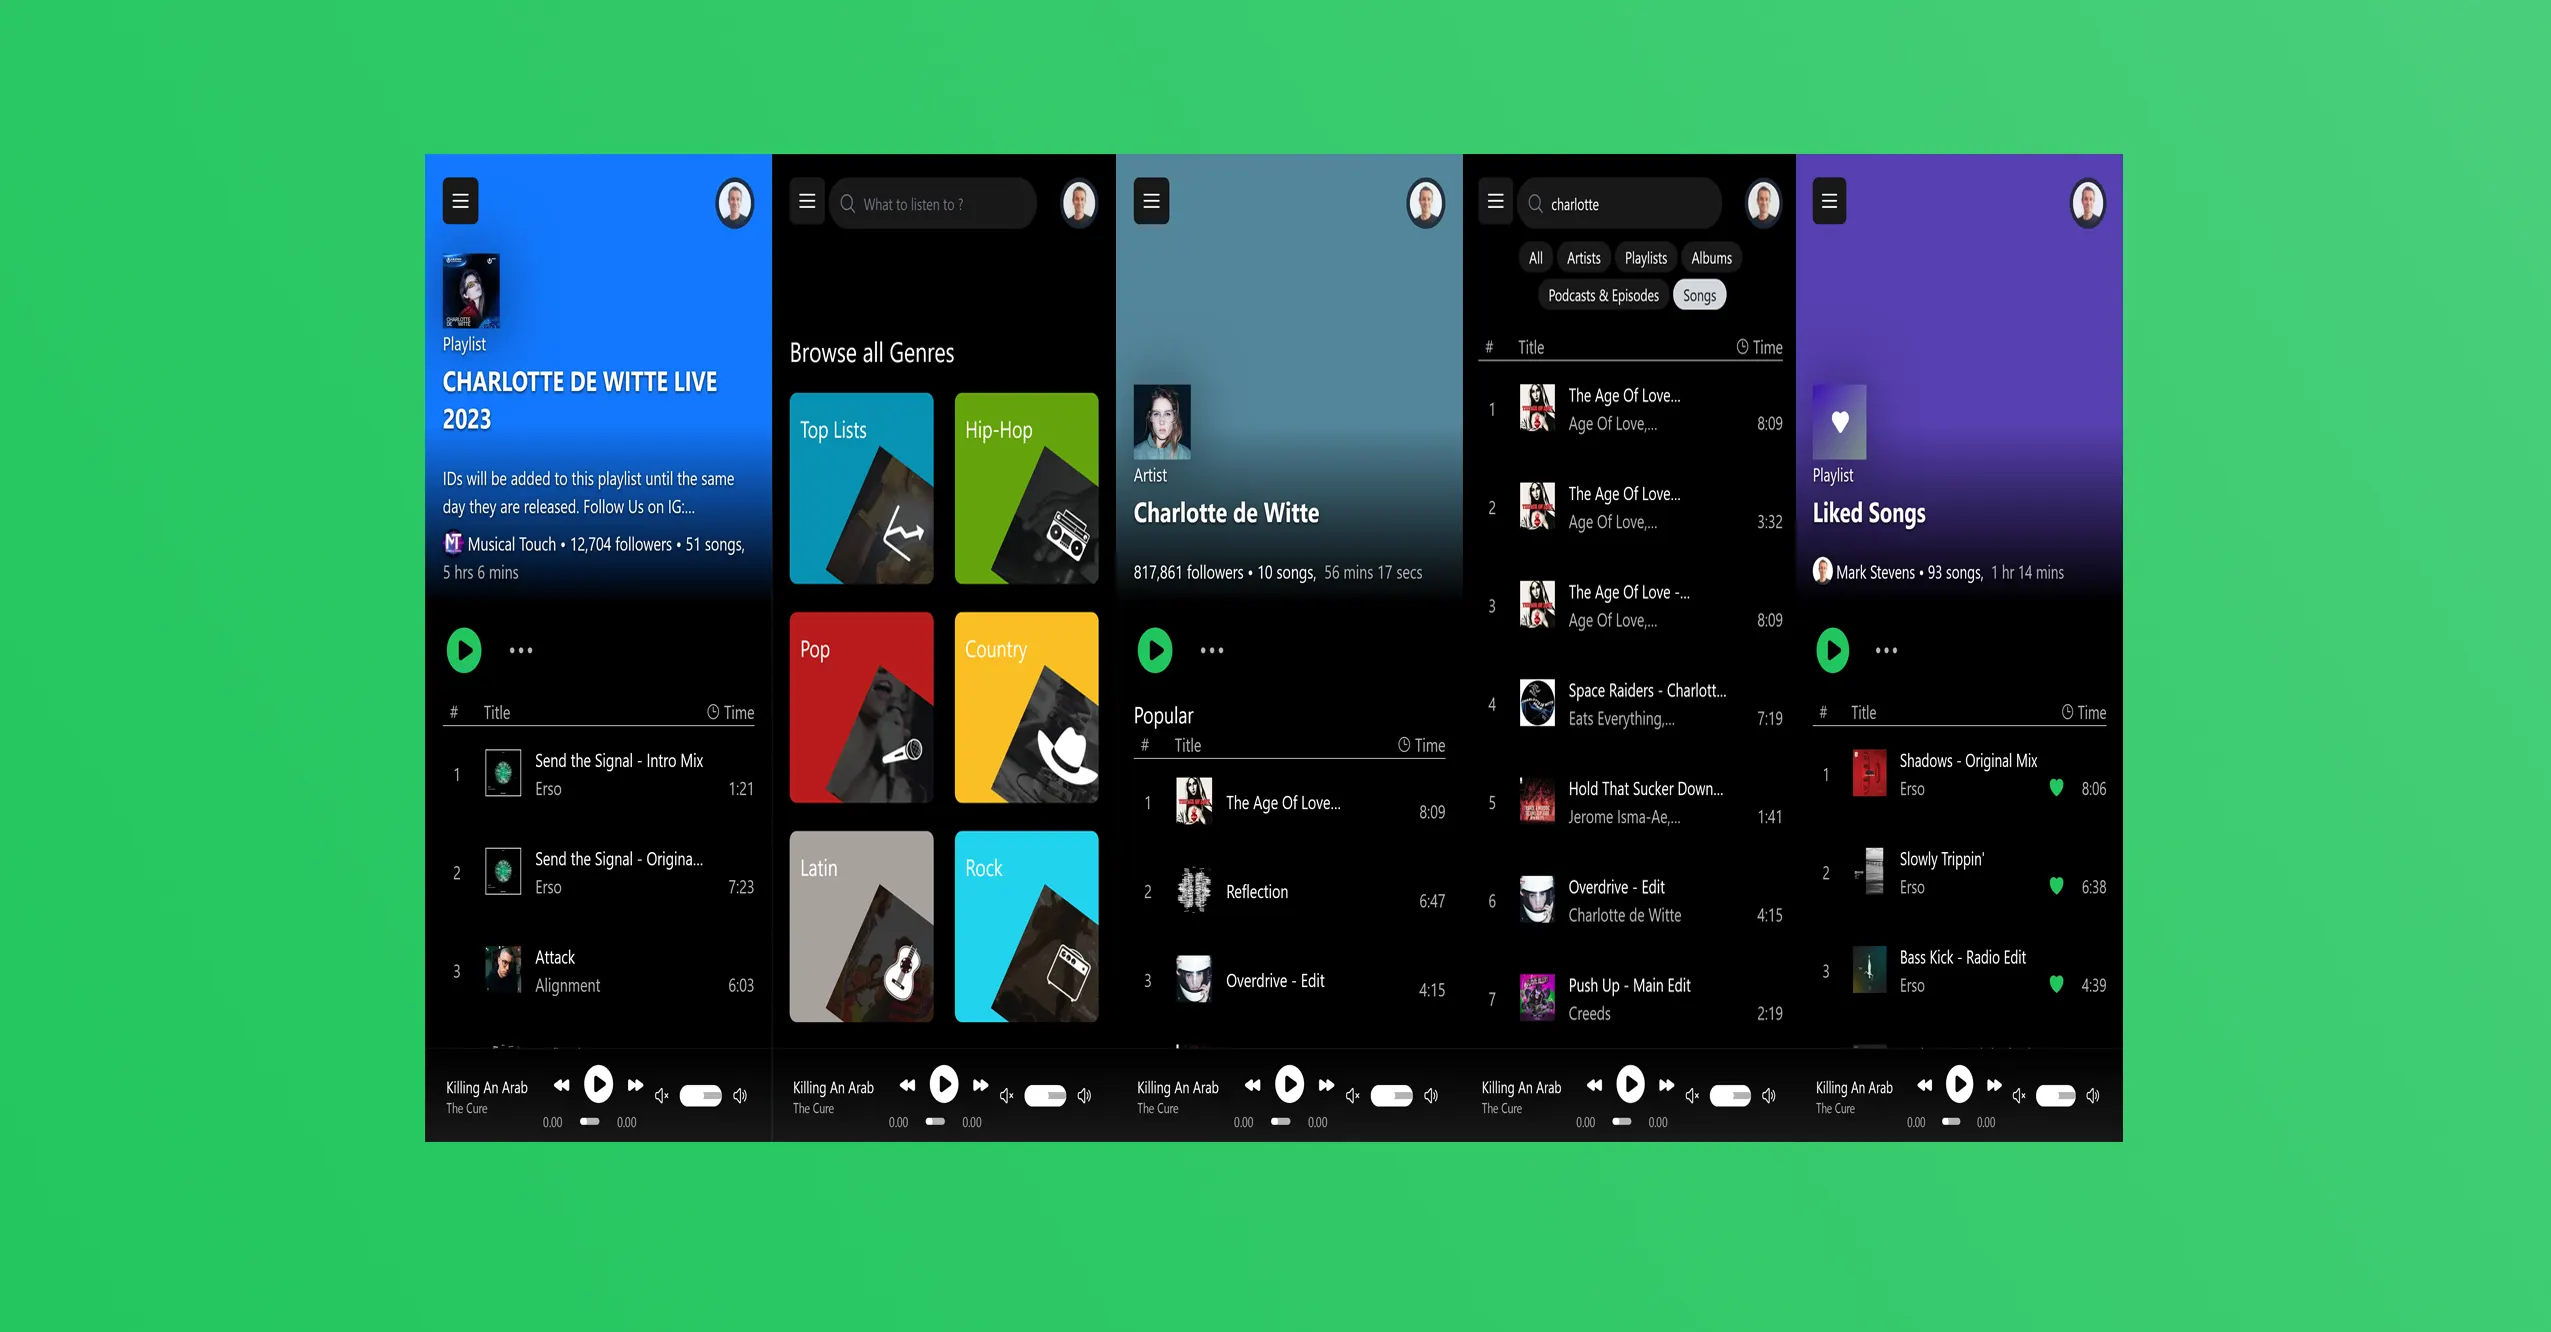 Playlist
CHARLOTTE DE WITTE LIVE
2023
IDs will be added to this playlist until the same
day they are released. Follow Us on IG:...
Musical Touch • 12,704 followers • 51 songs,
5 hrs 6 mins
# Title Time
1 Send the Signal - Intro Mix
Erso 1:21
2 Send the Signal - Origina...
Erso 7:23
3 Attack
Alignment 6:03
Killing An Arab
The Cure
0.00 0.00
What to listen to ?
Browse all Genres
Top Lists Hip-Hop
Pop Country
Latin Rock
Killing An Arab
The Cure
0.00 0.00
Artist
Charlotte de Witte
817,861 followers • 10 songs, 56 mins 17 secs
Popular
# Title Time
1 The Age Of Love... 8:09
2 Reflection 6:47
3 Overdrive - Edit 4:15
Killing An Arab
The Cure
0.00 0.00
charlotte
All Artists Playlists Albums
Podcasts & Episodes Songs
# Title Time
1 The Age Of Love...
Age Of Love,... 8:09
2 The Age Of Love...
Age Of Love,... 3:32
3 The Age Of Love -...
Age Of Love,... 8:09
4 Space Raiders - Charlott...
Eats Everything,... 7:19
5 Hold That Sucker Down...
Jerome Isma-Ae,... 1:41
6 Overdrive - Edit
Charlotte de Witte 4:15
7 Push Up - Main Edit
Creeds 2:19
Killing An Arab
The Cure
0.00 0.00
Playlist
Liked Songs
Mark Stevens • 93 songs, 1 hr 14 mins
# Title Time
1 Shadows - Original Mix
Erso 8:06
2 Slowly Trippin'
Erso 6:38
3 Bass Kick - Radio Edit
Erso 4:39
Killing An Arab
The Cure
0.00 0.00